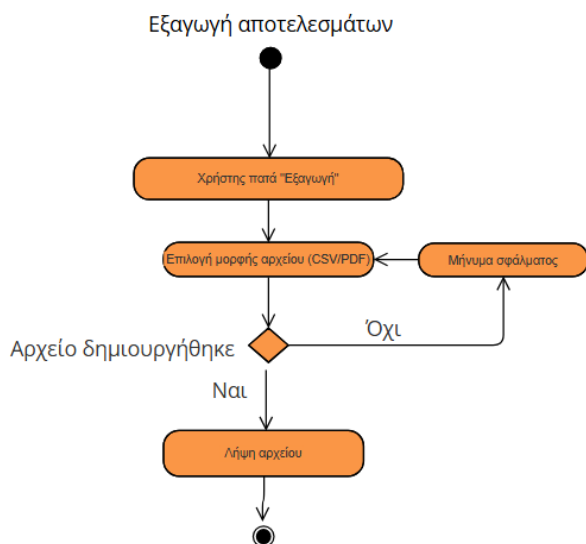 Εξαγωγή αποτελεσμάτων
Χρήστης πατά "Εξαγωγή"
Επιλογή μορφής αρχείου (CSV/PDF)
Μήνυμα σφάλματος
Όχι
Αρχείο δημιουργήθηκε
Ναι
Λήψη αρχείου